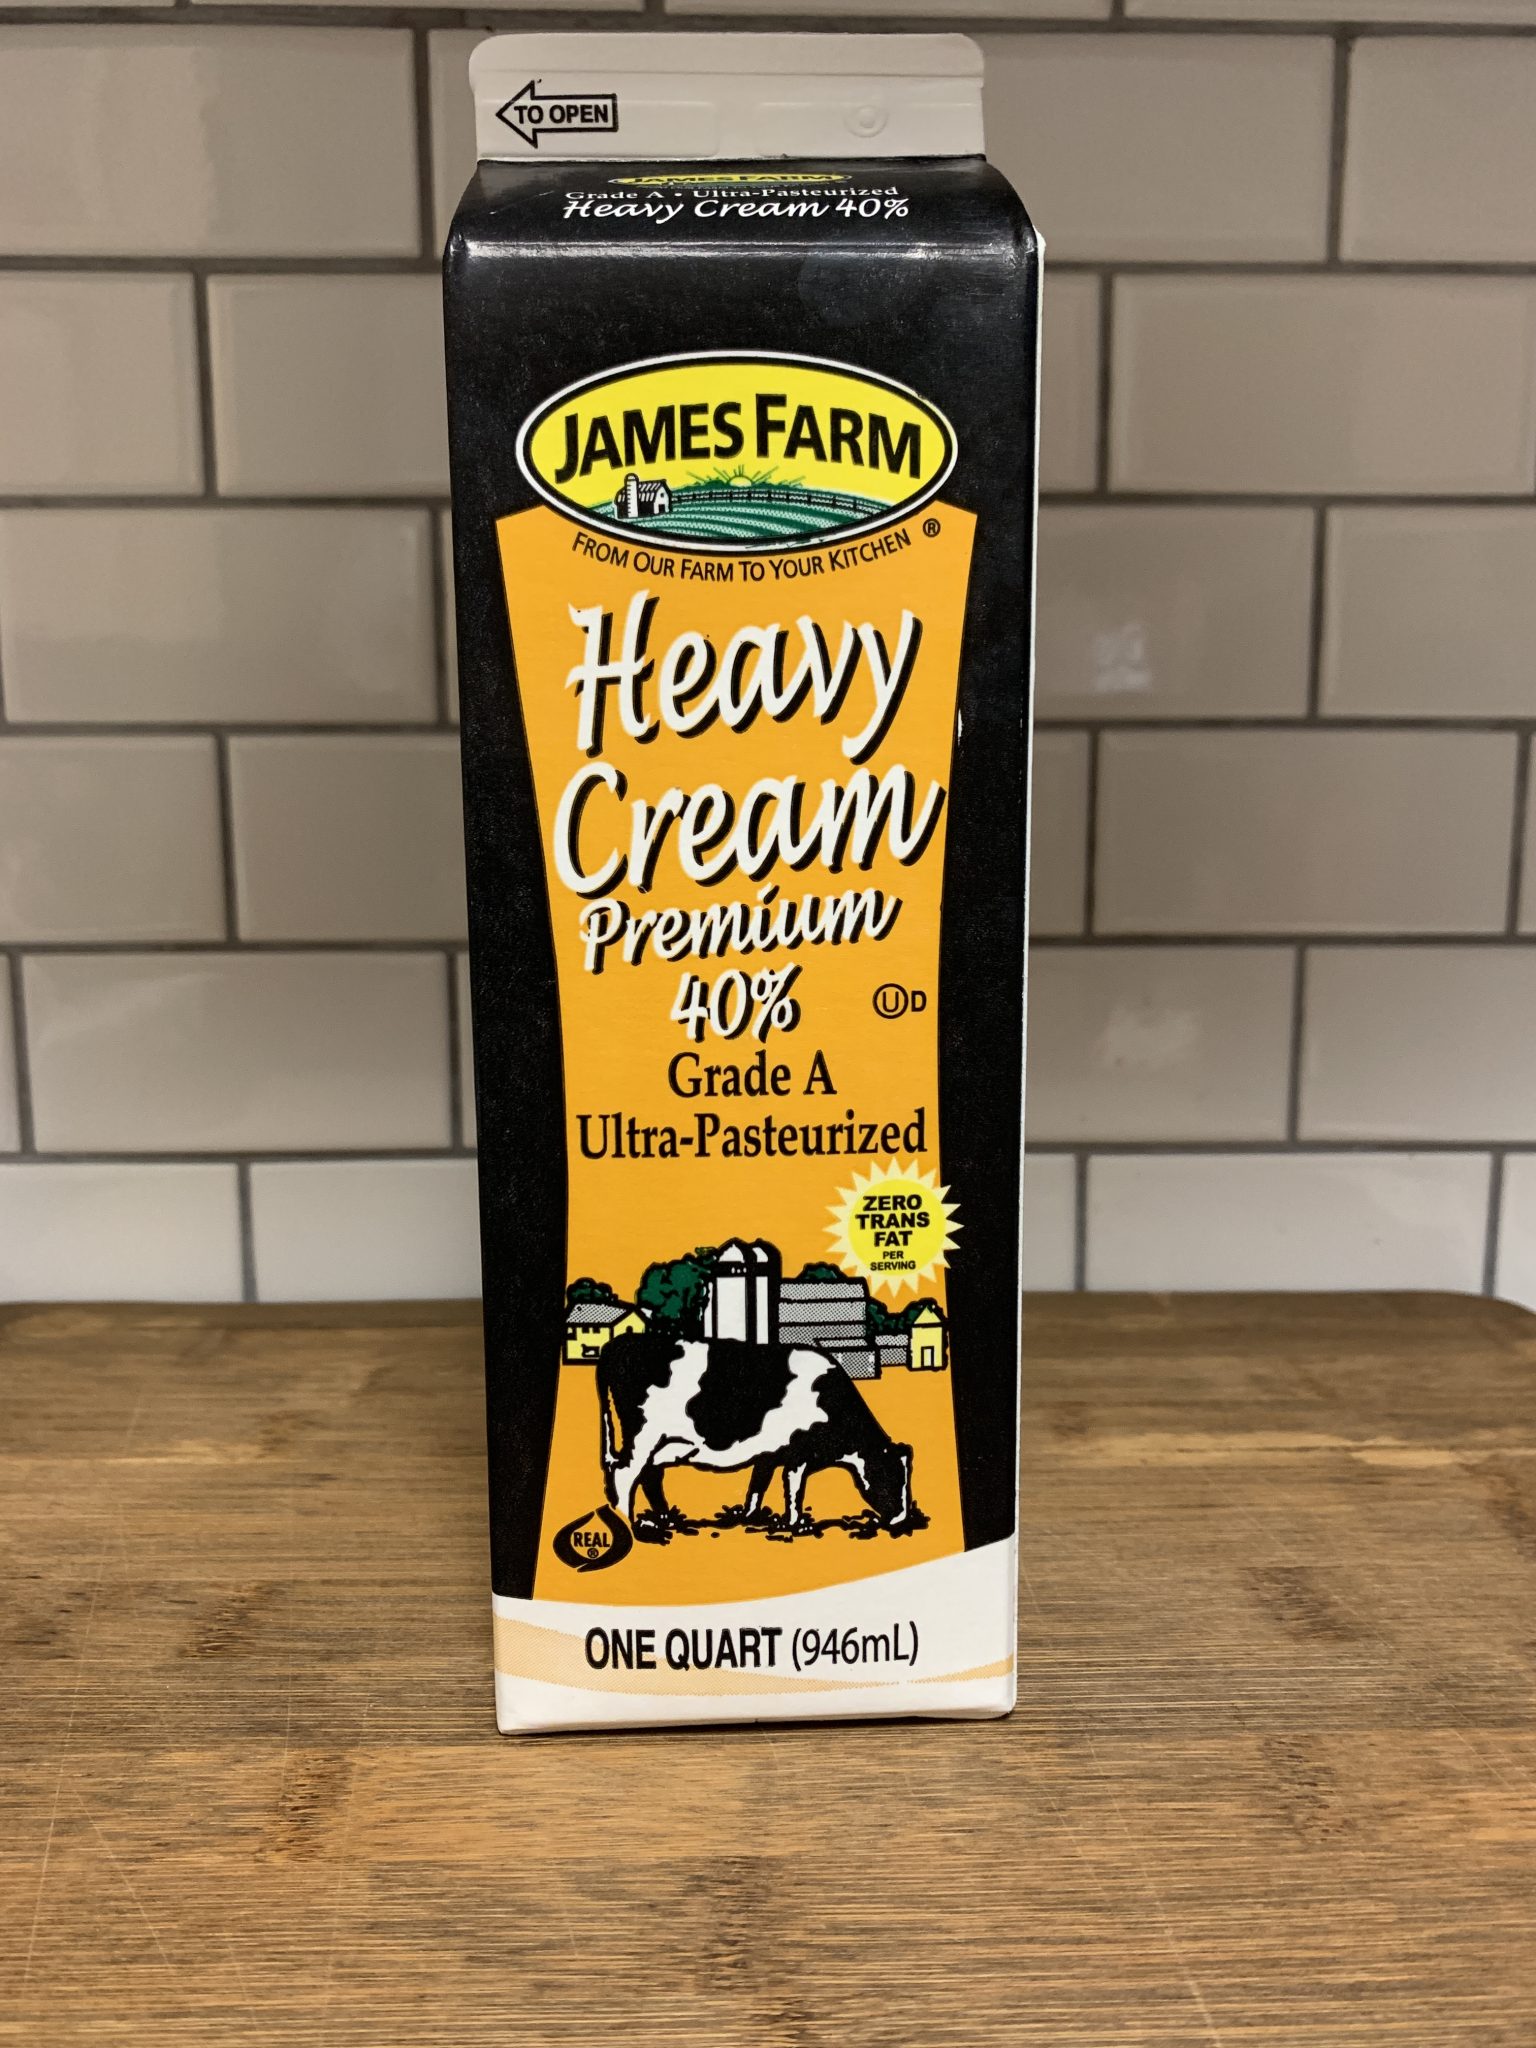 TO OPEN
JAMES FARM
Grade A • Ultra-Pasteurized
Heavy Cream 40%
JAMES FARM
FROM OUR FARM TO YOUR KITCHEN ®
Heavy
Cream
Premium
40%
Ⓤ D
Grade A
Ultra-Pasteurized
ZERO
TRANS
FAT
PER
SERVING
REAL
®
ONE QUART (946mL)